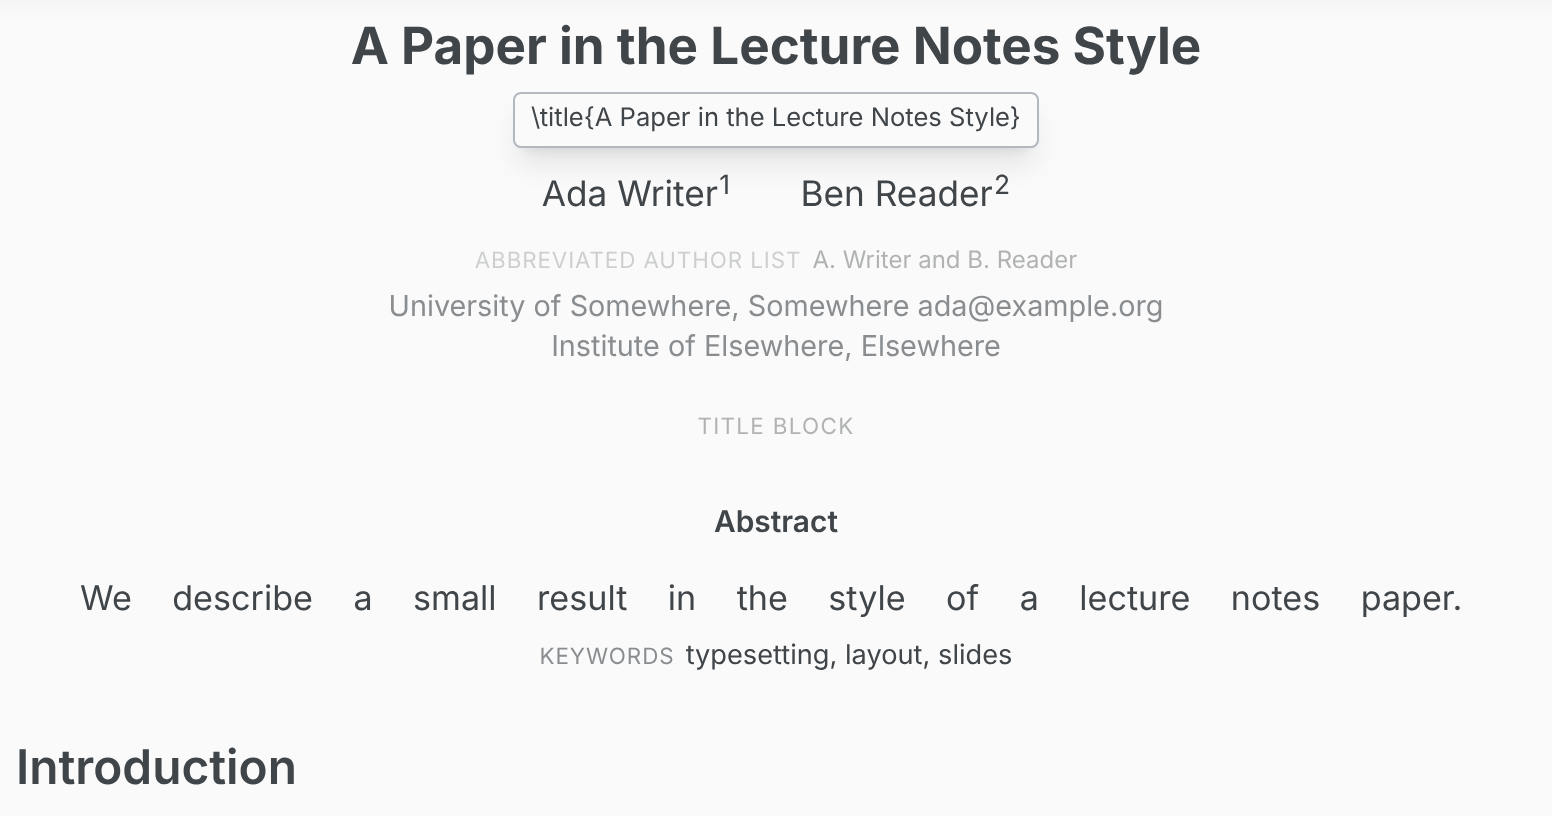 A Paper in the Lecture Notes Style
\title{A Paper in the Lecture Notes Style}
Ada Writer1 Ben Reader2
ABBREVIATED AUTHOR LIST A. Writer and B. Reader
University of Somewhere, Somewhere ada@example.org
Institute of Elsewhere, Elsewhere
TITLE BLOCK
Abstract
We describe a small result in the style of a lecture notes paper.
KEYWORDS typesetting, layout, slides
Introduction